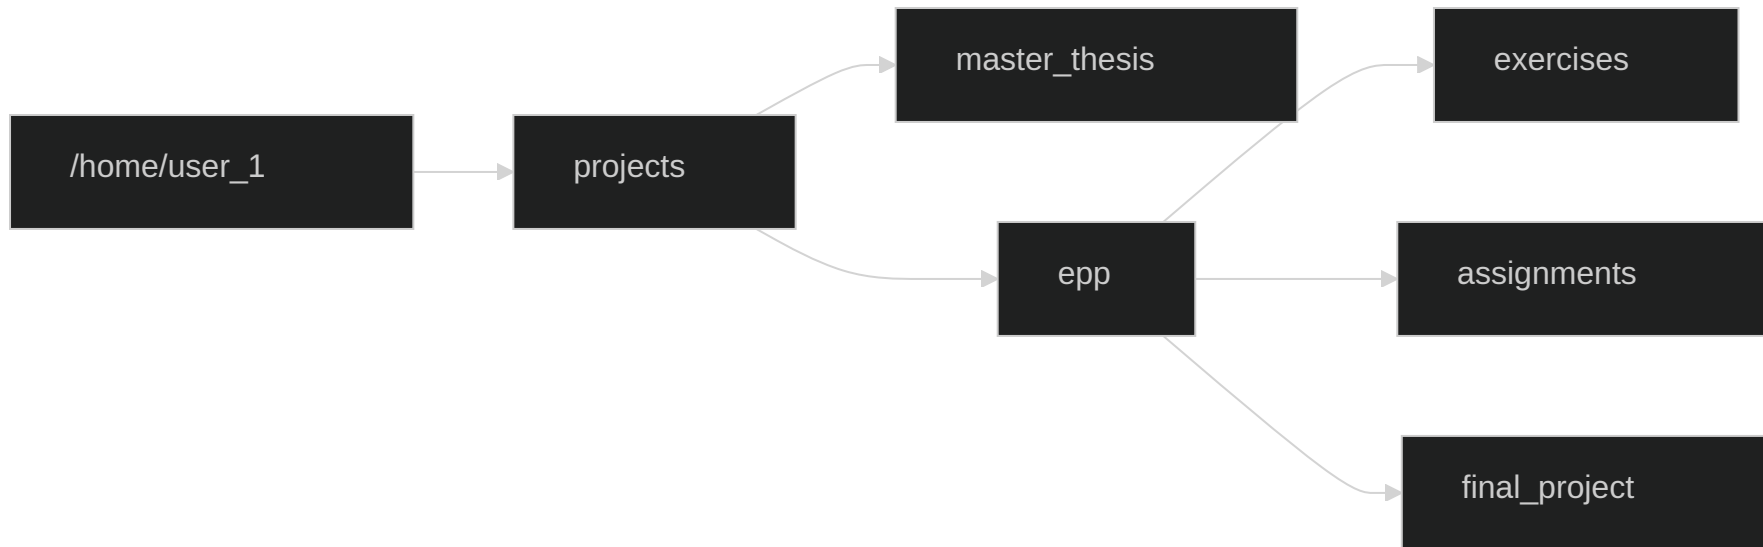 /home/user_1
projects
master_thesis
epp
exercises
assignments
final_project